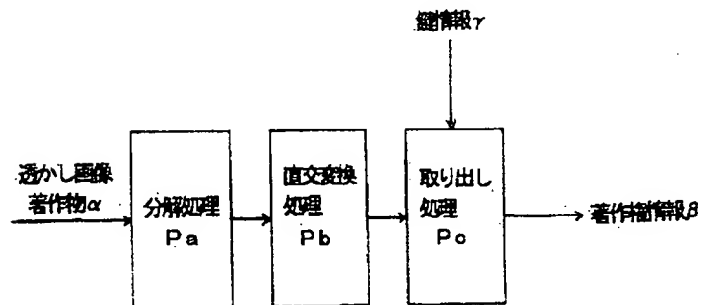 鍵情報γ
透かし画像
著作物α
分解処理
Pa
直交変換
処理
Pb
取り出し
処理
Pc
著作権情報β